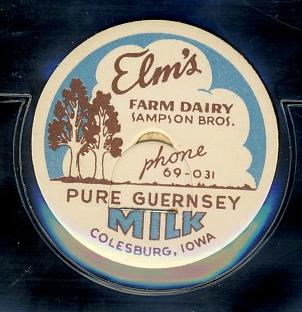 Elm's
FARM DAIRY
SAMPSON BROS.
phone
69-031
PURE GUERNSEY
MILK
COLESBURG, IOWA